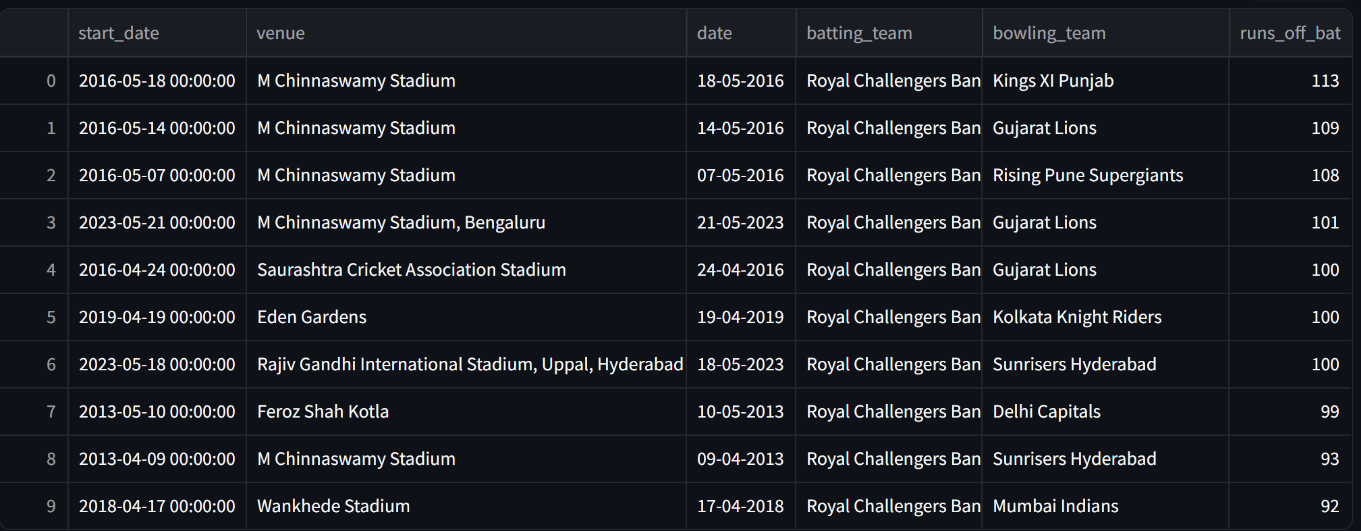 start_date venue date batting_team bowling_team runs_off_bat
0 2016-05-18 00:00:00 M Chinnaswamy Stadium 18-05-2016 Royal Challengers Ban Kings XI Punjab 113
1 2016-05-14 00:00:00 M Chinnaswamy Stadium 14-05-2016 Royal Challengers Ban Gujarat Lions 109
2 2016-05-07 00:00:00 M Chinnaswamy Stadium 07-05-2016 Royal Challengers Ban Rising Pune Supergiants 108
3 2023-05-21 00:00:00 M Chinnaswamy Stadium, Bengaluru 21-05-2023 Royal Challengers Ban Gujarat Lions 101
4 2016-04-24 00:00:00 Saurashtra Cricket Association Stadium 24-04-2016 Royal Challengers Ban Gujarat Lions 100
5 2019-04-19 00:00:00 Eden Gardens 19-04-2019 Royal Challengers Ban Kolkata Knight Riders 100
6 2023-05-18 00:00:00 Rajiv Gandhi International Stadium, Uppal, Hyderabad 18-05-2023 Royal Challengers Ban Sunrisers Hyderabad 100
7 2013-05-10 00:00:00 Feroz Shah Kotla 10-05-2013 Royal Challengers Ban Delhi Capitals 99
8 2013-04-09 00:00:00 M Chinnaswamy Stadium 09-04-2013 Royal Challengers Ban Sunrisers Hyderabad 93
9 2018-04-17 00:00:00 Wankhede Stadium 17-04-2018 Royal Challengers Ban Mumbai Indians 92